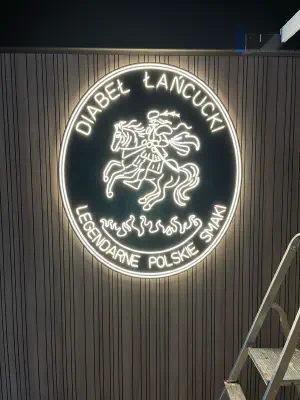 DIABEŁ ŁAŃCUCKI
LEGENDARNE POLSKIE SMAKI